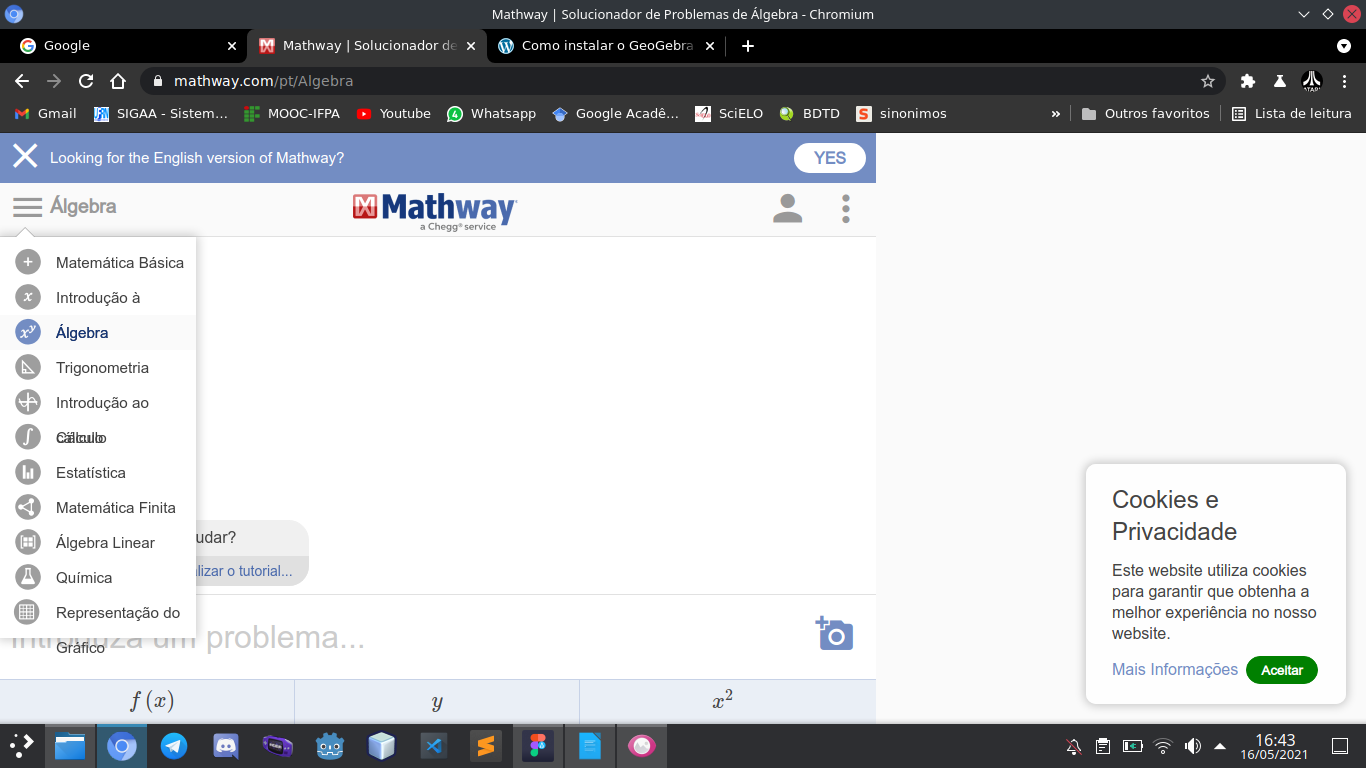 Mathway | Solucionador de Problemas de Álgebra - Chromium
Google
Mathway | Solucionador de
Como instalar o GeoGebra
mathway.com/pt/Algebra
Gmail
SIGAA - Sistem…
MOOC-IFPA
Youtube
4
Whatsapp
Google Acadê…
SciELO
BDTD
S
sinonimos
»
Outros favoritos
Lista de leitura
Looking for the English version of Mathway?
YES
Álgebra
Mathway
a Chegg® service
+ Matemática Básica
x Introdução à
x^y Álgebra
Trigonometria
Introdução ao
∫ Cálculo
Estatística
Matemática Finita
Álgebra Linear
Química
Representação do
Gráfico
udar?
lizar o tutorial...
Introduza um problema...
f (x)
y
x²
Cookies e
Privacidade
Este website utiliza cookies
para garantir que obtenha a
melhor experiência no nosso
website.
Mais Informações
Aceitar
16:43
16/05/2021